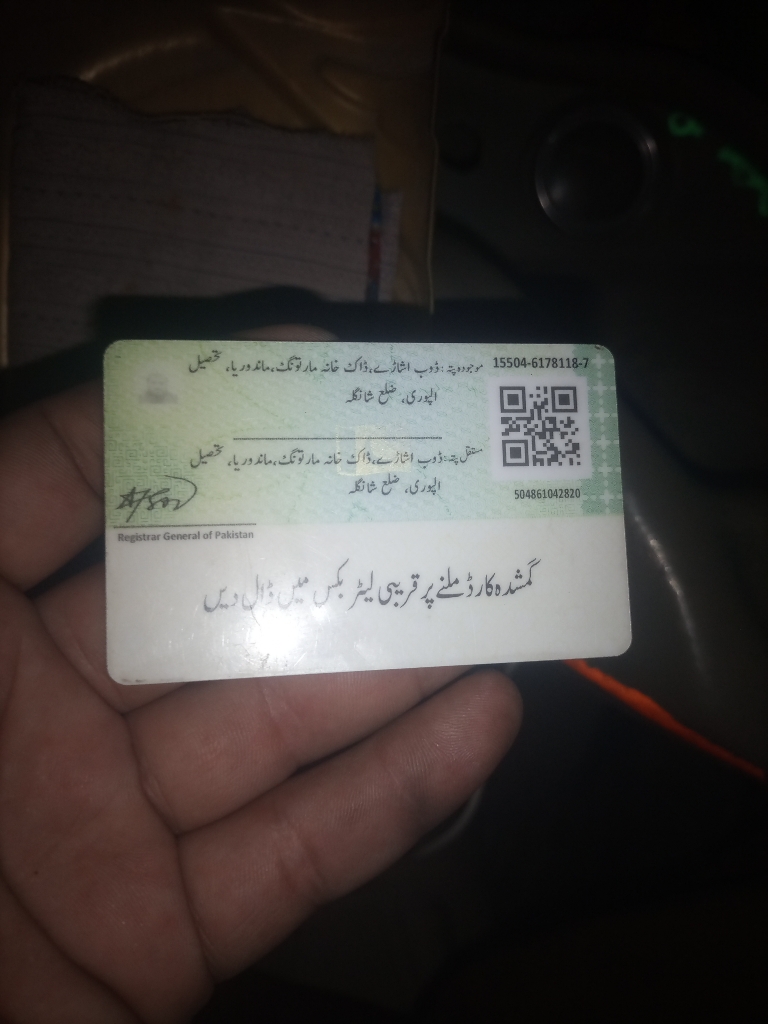 موجودہ پتہ: ڈوب اشاڑے، ڈاک خانہ مارتونگ، ماندوریا، تحصیل
الپوری، ضلع شانگلہ
15504-6178118-7
مستقل پتہ: ڈوب اشاڑے، ڈاک خانہ مارتونگ، ماندوریا، تحصیل
الپوری، ضلع شانگلہ
504861042820
Registrar General of Pakistan
گمشدہ کارڈ ملنے پر قریبی لیٹر بکس میں ڈال دیں